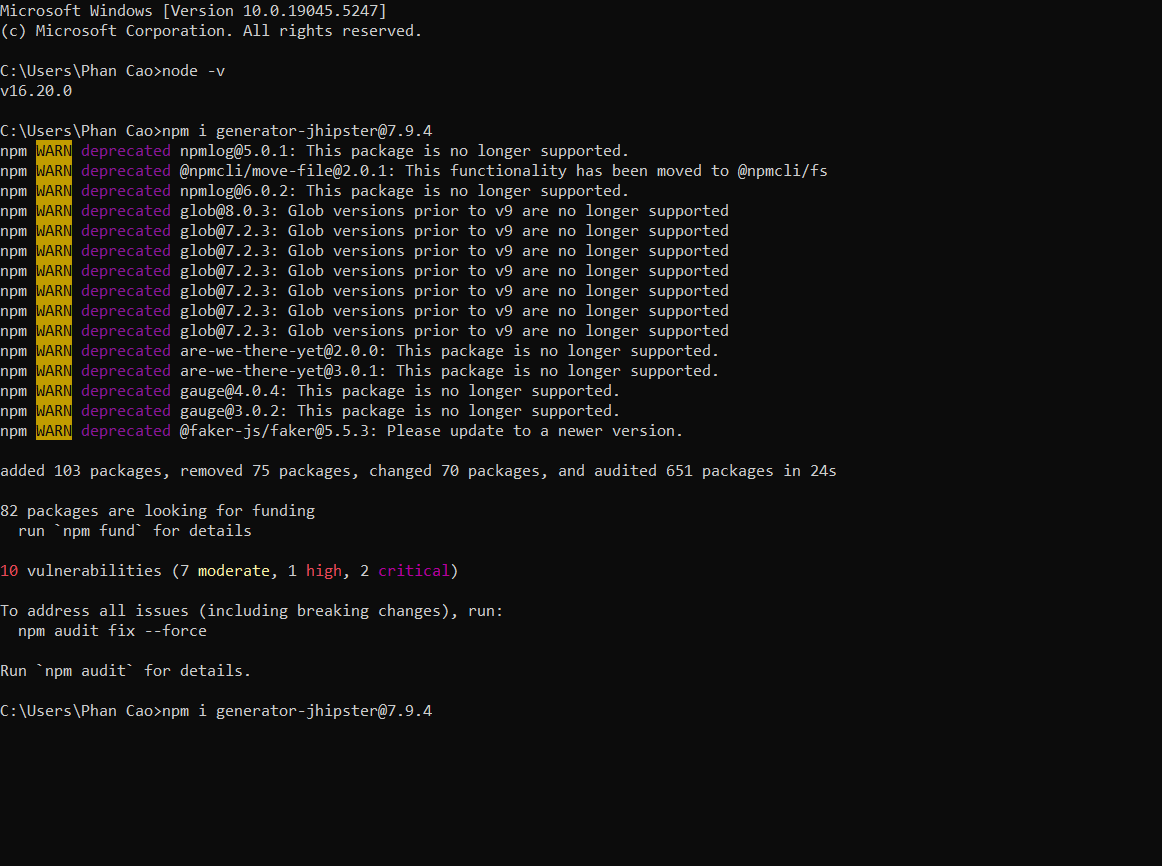 Microsoft Windows [Version 10.0.19045.5247]
(c) Microsoft Corporation. All rights reserved.
C:\Users\Phan Cao>node -v
v16.20.0
C:\Users\Phan Cao>npm i generator-jhipster@7.9.4
npm WARN deprecated npmlog@5.0.1: This package is no longer supported.
npm WARN deprecated @npmcli/move-file@2.0.1: This functionality has been moved to @npmcli/fs
npm WARN deprecated npmlog@6.0.2: This package is no longer supported.
npm WARN deprecated glob@8.0.3: Glob versions prior to v9 are no longer supported
npm WARN deprecated glob@7.2.3: Glob versions prior to v9 are no longer supported
npm WARN deprecated glob@7.2.3: Glob versions prior to v9 are no longer supported
npm WARN deprecated glob@7.2.3: Glob versions prior to v9 are no longer supported
npm WARN deprecated glob@7.2.3: Glob versions prior to v9 are no longer supported
npm WARN deprecated glob@7.2.3: Glob versions prior to v9 are no longer supported
npm WARN deprecated glob@7.2.3: Glob versions prior to v9 are no longer supported
npm WARN deprecated are-we-there-yet@2.0.0: This package is no longer supported.
npm WARN deprecated are-we-there-yet@3.0.1: This package is no longer supported.
npm WARN deprecated gauge@4.0.4: This package is no longer supported.
npm WARN deprecated gauge@3.0.2: This package is no longer supported.
npm WARN deprecated @faker-js/faker@5.5.3: Please update to a newer version.
added 103 packages, removed 75 packages, changed 70 packages, and audited 651 packages in 24s
82 packages are looking for funding
  run `npm fund` for details
10 vulnerabilities (7 moderate, 1 high, 2 critical)
To address all issues (including breaking changes), run:
  npm audit fix --force
Run `npm audit` for details.
C:\Users\Phan Cao>npm i generator-jhipster@7.9.4